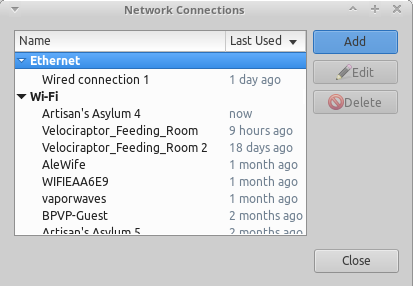 Network Connections
Name Last Used
Add
Ethernet
Wired connection 1 1 day ago
Edit
Wi-Fi
Delete
Artisan's Asylum 4 now
Velociraptor_Feeding_Room 9 hours ago
Velociraptor_Feeding_Room 2 18 days ago
AleWife 1 month ago
WIFIEAA6E9 1 month ago
vaporwaves 1 month ago
BPVP-Guest 2 months ago
Artisan's Asylum 5 2 months ago
Close